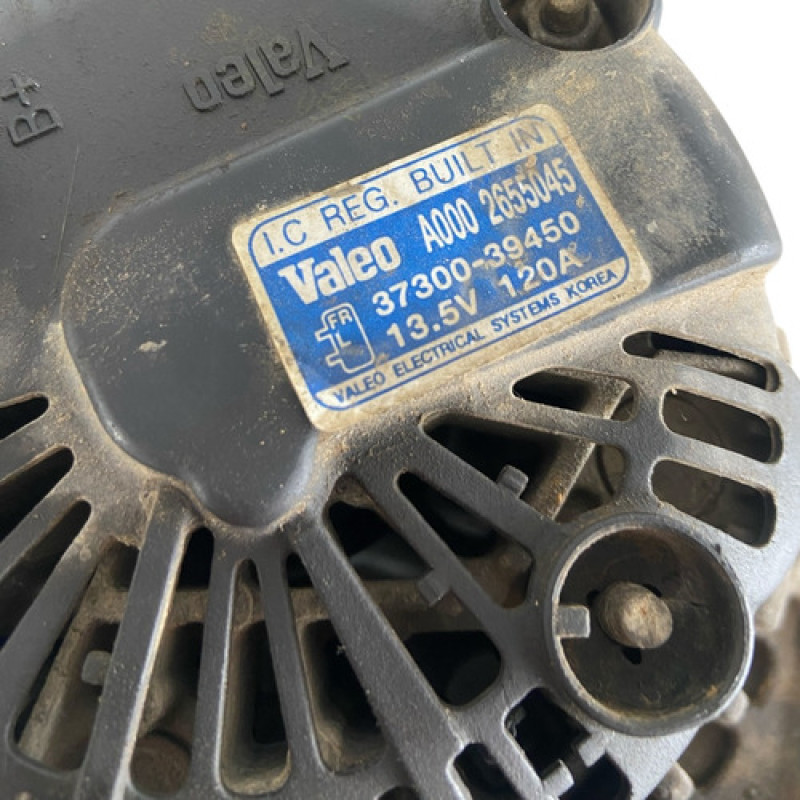 B+
Valeo
I.C REG. BUILT IN
Valeo A000 2655045
37300-39450
FR
L
13.5V 120A
VALEO ELECTRICAL SYSTEMS KOREA